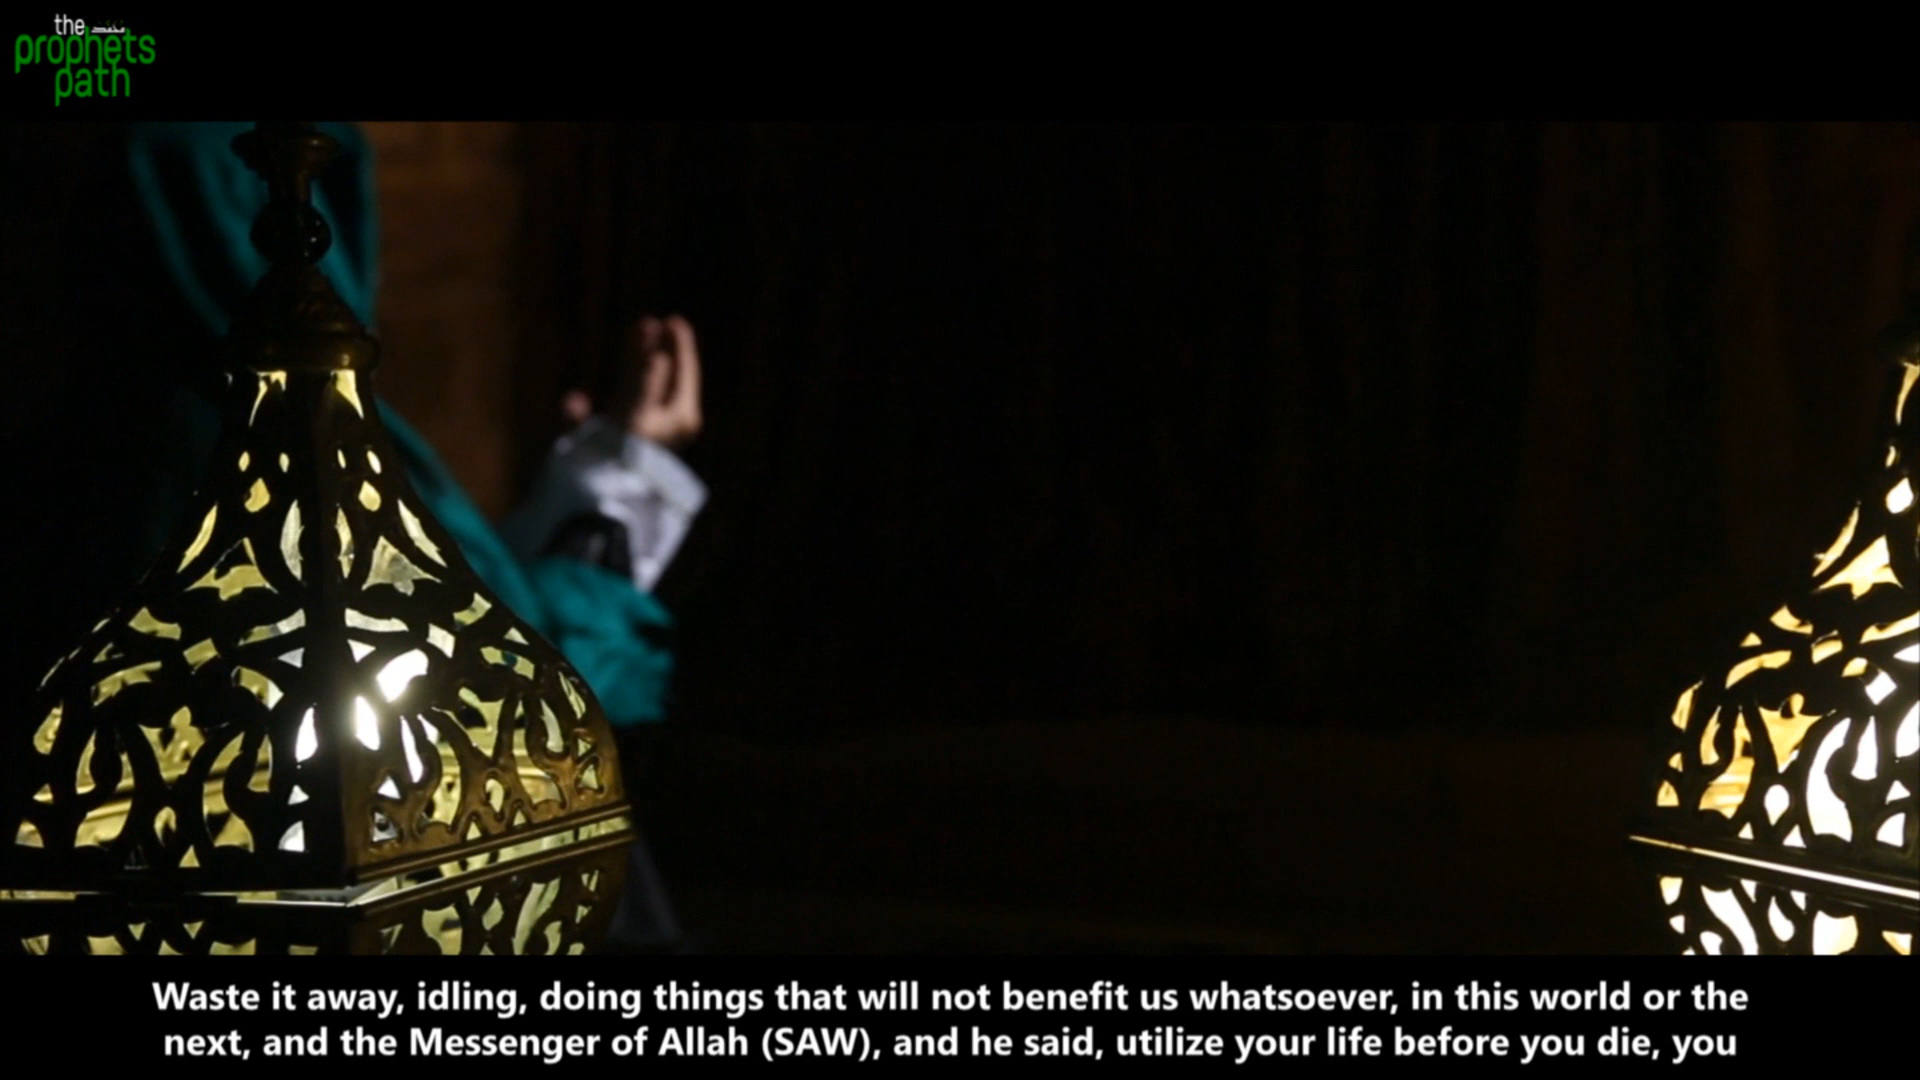 the محمد
prophets
path
Waste it away, idling, doing things that will not benefit us whatsoever, in this world or the
next, and the Messenger of Allah (SAW), and he said, utilize your life before you die, you